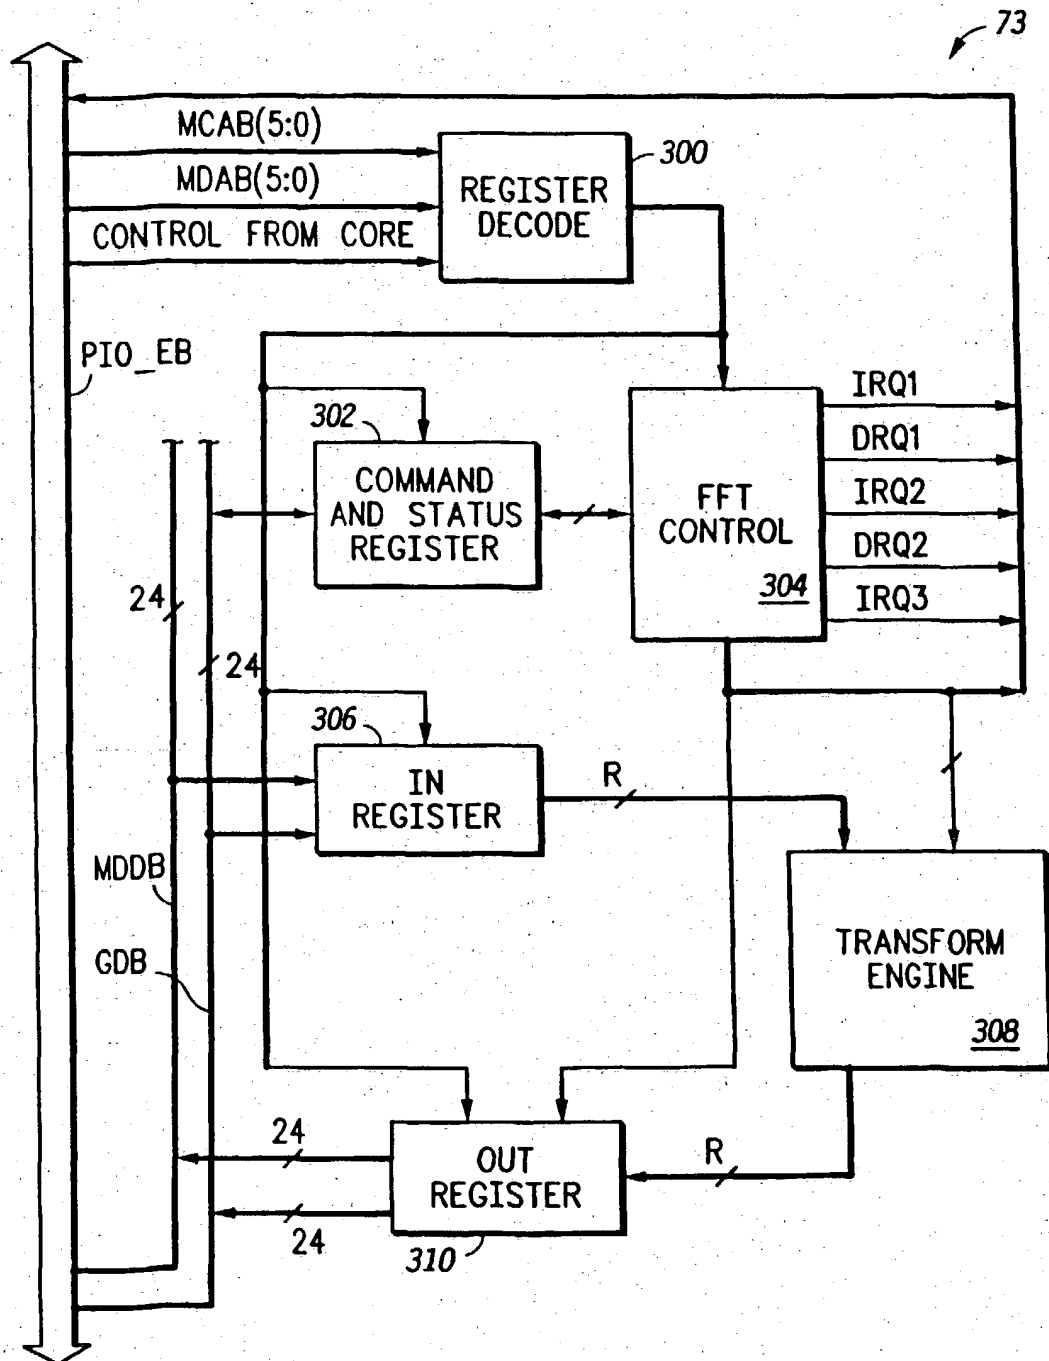 73
MCAB(5:0)
MDAB(5:0)
CONTROL FROM CORE
300
REGISTER
DECODE
PIO_EB
302
COMMAND
AND STATUS
REGISTER
FFT
CONTROL
304
IRQ1
DRQ1
IRQ2
DRQ2
IRQ3
24
24
306
IN
REGISTER
R
MDDB
GDB
TRANSFORM
ENGINE
308
24
OUT
REGISTER
R
24
310